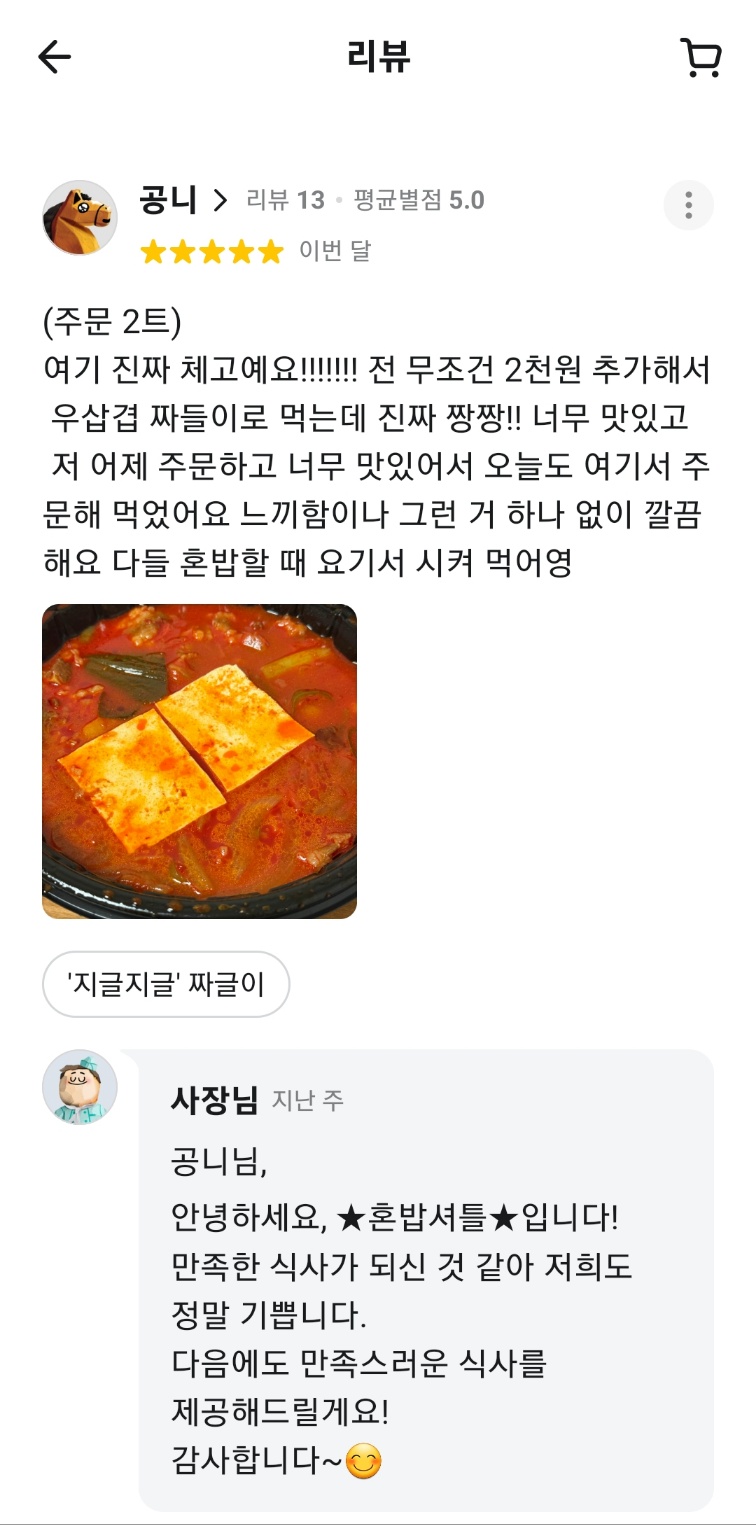 리뷰
공니
리뷰 13 • 평균별점 5.0
이번 달
(주문 2트)
여기 진짜 체고예요!!!!!!! 전 무조건 2천원 추가해서
우삼겹 짜들이로 먹는데 진짜 짱짱!! 너무 맛있고
저 어제 주문하고 너무 맛있어서 오늘도 여기서 주
문해 먹었어요 느끼함이나 그런 거 하나 없이 깔끔
해요 다들 혼밥할 때 요기서 시켜 먹어영
'지글지글' 짜글이
사장님 지난 주
공니님,
안녕하세요, ★혼밥셔틀★입니다!
만족한 식사가 되신 것 같아 저희도
정말 기쁩니다.
다음에도 만족스러운 식사를
제공해드릴게요!
감사합니다~😊